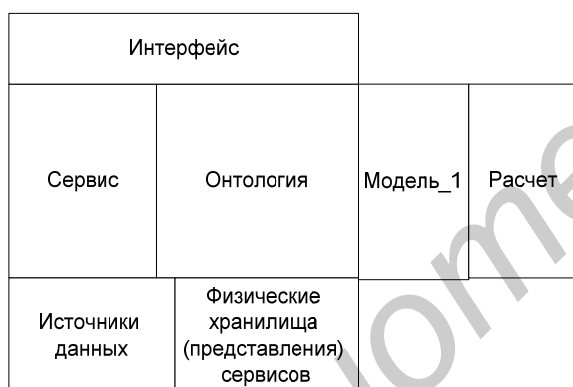 Интерфейс
Сервис
Онтология
Модель_1
Расчет
Источники
данных
Физические
хранилища
(представления)
сервисов